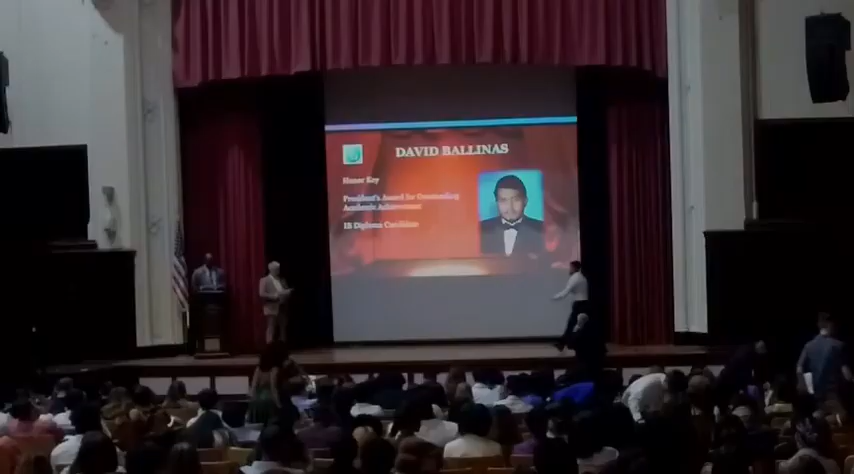 DAVID BALLINAS
Honor Key
President's Award for Outstanding
Academic Achievement
IB Diploma Candidate